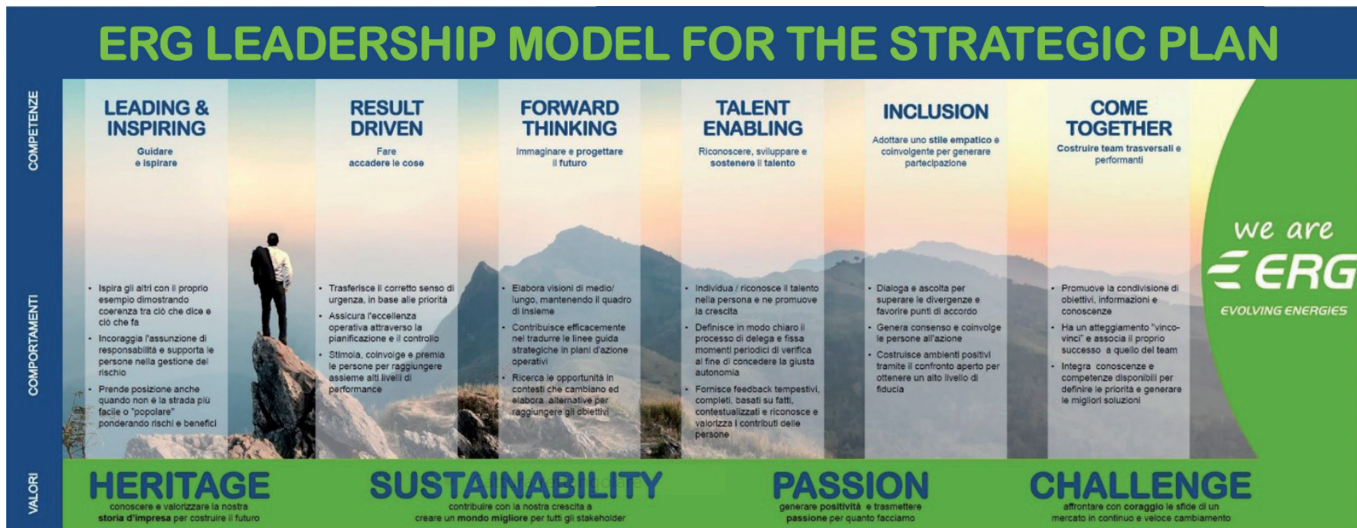 ERG LEADERSHIP MODEL FOR THE STRATEGIC PLAN
COMPETENZE
LEADING &
INSPIRING
Guidare
e ispirare
RESULT
DRIVEN
Fare
accadere le cose
FORWARD
THINKING
Immaginare e progettare
il futuro
TALENT
ENABLING
Riconoscere, sviluppare e
sostenere il talento
INCLUSION
Adottare uno stile empatico e
coinvolgente per generare
partecipazione
COME
TOGETHER
Costruire team trasversali e
performanti
COMPORTAMENTI
• Ispira gli altri con il proprio
esempio dimostrando
coerenza tra ciò che dice e
ciò che fa
• Incoraggia l'assunzione di
responsabilità e supporta le
persone nella gestione del
rischio
• Prende posizione anche
quando non è la strada più
facile o "popolare"
ponderando rischi e benefici
• Trasferisce il corretto senso di
urgenza, in base alle priorità
• Assicura l'eccellenza
operativa attraverso la
pianificazione e il controllo
• Stimola, coinvolge e premia
le persone per raggiungere
assieme alti livelli di
performance
• Elabora visioni di medio/
lungo, mantenendo il quadro
di insieme
• Contribuisce efficacemente
nel tradurre le linee guida
strategiche in piani d'azione
operativi
• Ricerca le opportunità in
contesti che cambiano ed
elabora alternative per
raggiungere gli obiettivi
• Individua / riconosce il talento
nella persona e ne promuove
la crescita
• Definisce in modo chiaro il
processo di delega e fissa
momenti periodici di verifica
al fine di concedere la giusta
autonomia
• Fornisce feedback tempestivi,
completi, basati su fatti,
contestualizzati e riconosce e
valorizza i contributi delle
persone
• Dialoga e ascolta per
superare le divergenze e
favorire punti di accordo
• Genera consenso e coinvolge
le persone all'azione
• Costruisce ambienti positivi
tramite il confronto aperto per
ottenere un alto livello di
fiducia
• Promuove la condivisione di
obiettivi, informazioni e
conoscenze
• Ha un atteggiamento "vinco-
vinci" e associa il proprio
successo a quello del team
• Integra conoscenze e
competenze disponibili per
definire le priorità e generare
le migliori soluzioni
we are
ERG
EVOLVING ENERGIES
VALORI
HERITAGE
conoscere e valorizzare la nostra
storia d'impresa per costruire il futuro
SUSTAINABILITY
contribuire con la nostra crescita a
creare un mondo migliore per tutti gli stakeholder
PASSION
generare positività e trasmettere
passione per quanto facciamo
CHALLENGE
affrontare con coraggio le sfide di un
mercato in continuo e veloce cambiamento